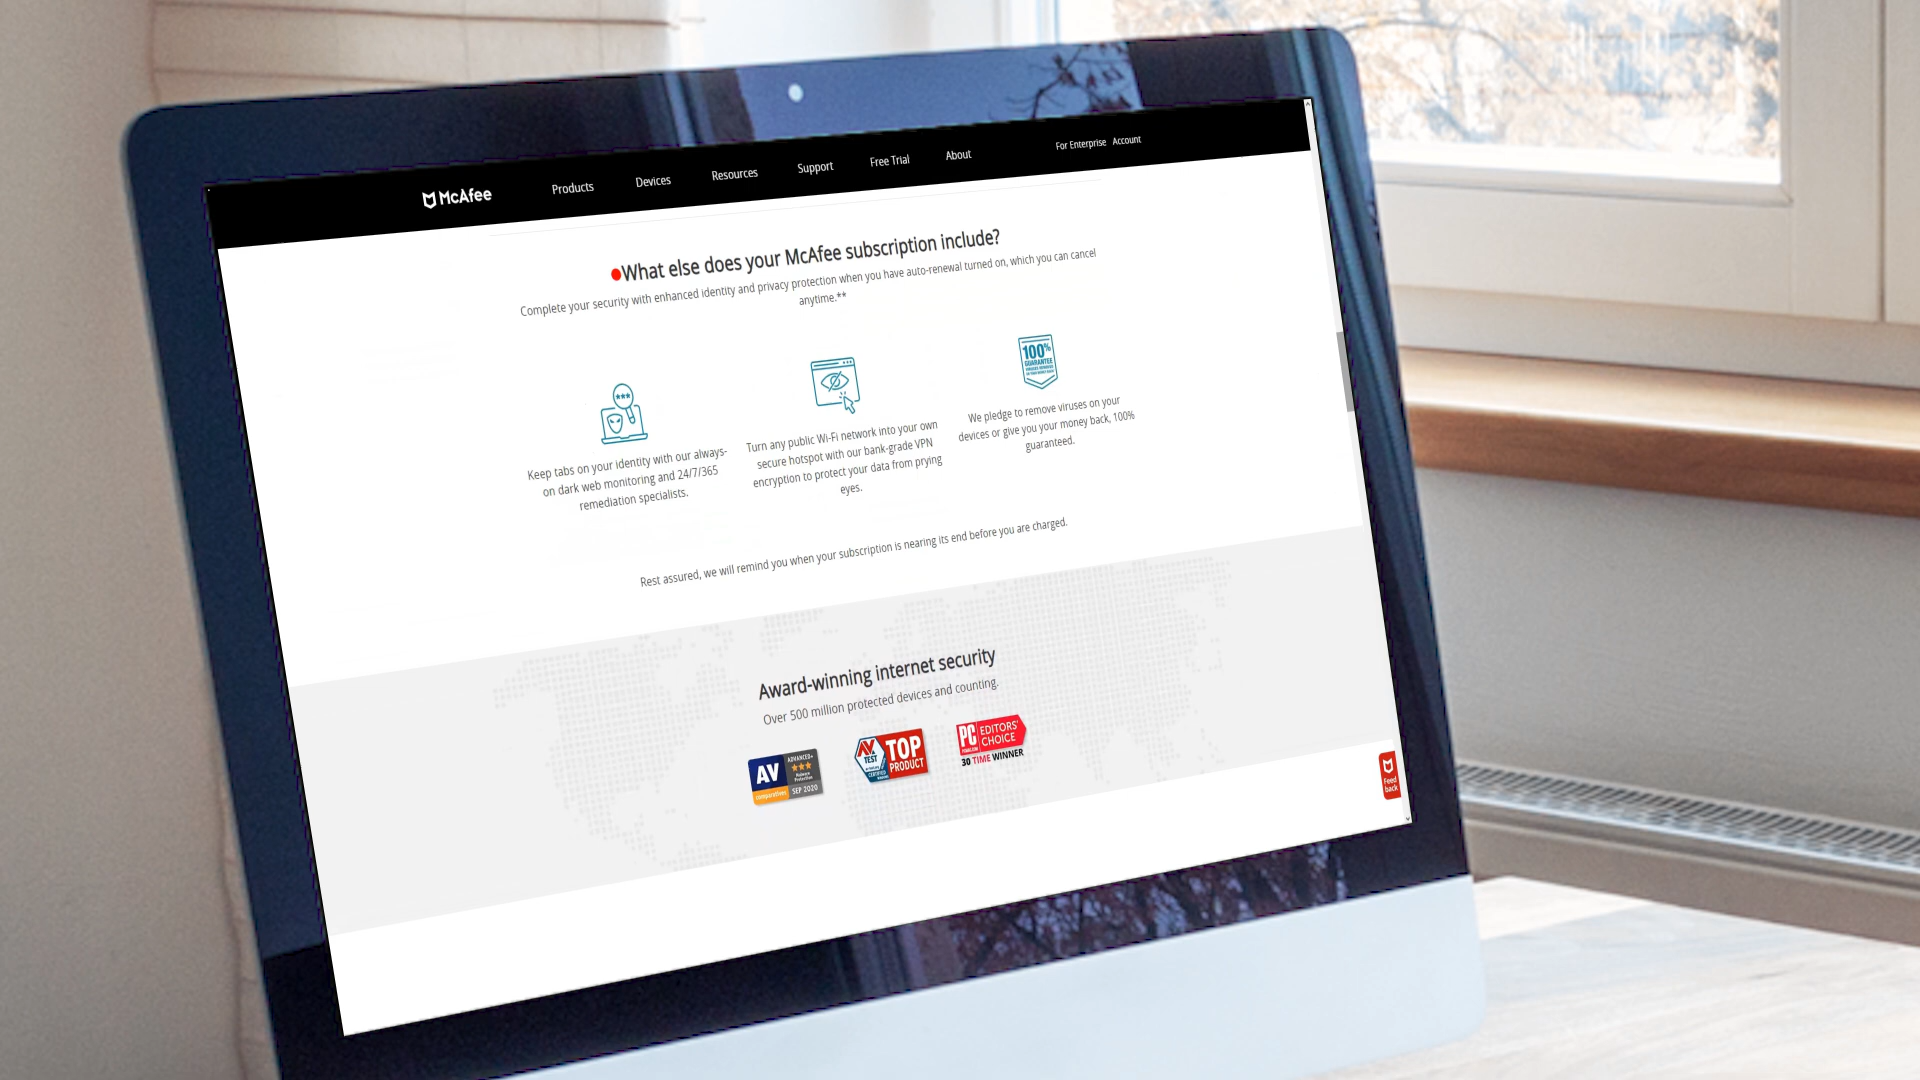 McAfee
Products
Devices
Resources
Support
Free Trial
About
For Enterprise
Account
What else does your McAfee subscription include?
Complete your security with enhanced identity and privacy protection when you have auto-renewal turned on, which you can cancel
anytime.**
***
Keep tabs on your identity with our always-
on dark web monitoring and 24/7/365
remediation specialists.
Turn any public Wi-Fi network into your own
secure hotspot with our bank-grade VPN
encryption to protect your data from prying
eyes.
100%
GUARANTEE
We pledge to remove viruses on your
devices or give you your money back, 100%
guaranteed.
Rest assured, we will remind you when your subscription is nearing its end before you are charged.
Award-winning internet security
Over 500 million protected devices and counting.
AV
comparatives
ADVANCED+
Malware
Protection
SEP 2020
AV
TEST
CERTIFIED
TOP
PRODUCT
PC
EDITORS'
CHOICE
30 TIME WINNER
Feed
back